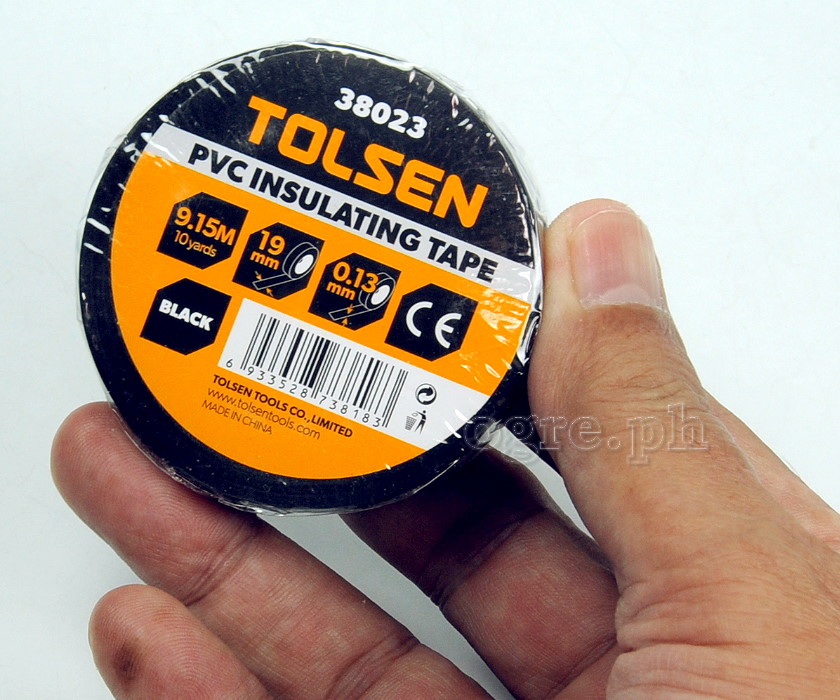 38023
TOLSEN
PVC INSULATING TAPE
9.15M
10 yards
19
mm
0.13
mm
CE
BLACK
6 933528 738183
TOLSEN TOOLS CO., LIMITED
www.tolsentools.com
MADE IN CHINA
ogre.ph